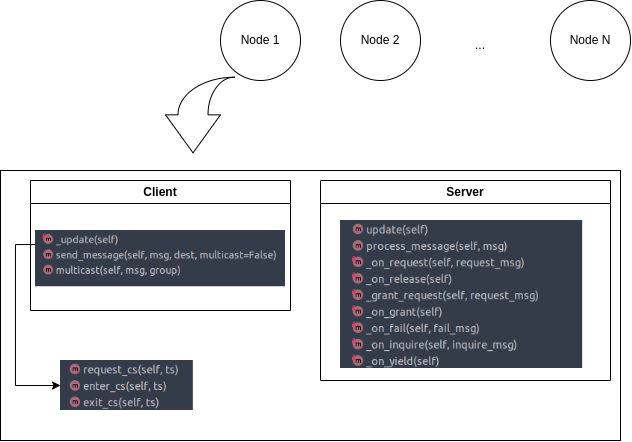 Node 1
Node 2
...
Node N
Client
_update(self)
send_message(self, msg, dest, multicast=False)
multicast(self, msg, group)
request_cs(self, ts)
enter_cs(self, ts)
exit_cs(self, ts)
Server
update(self)
process_message(self, msg)
_on_request(self, request_msg)
_on_release(self)
_grant_request(self, request_msg)
_on_grant(self)
_on_fail(self, fail_msg)
_on_inquire(self, inquire_msg)
_on_yield(self)